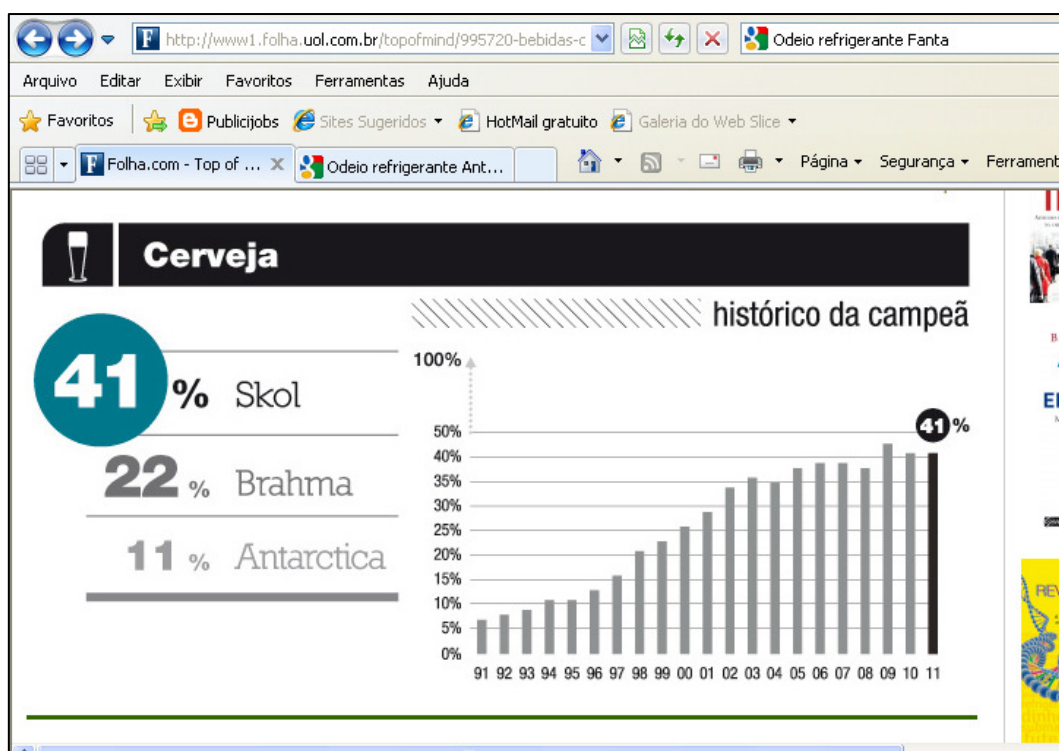 http://www1.folha.uol.com.br/topofmind/995720-bebidas-c
Odeio refrigerante Fanta
Arquivo Editar Exibir Favoritos Ferramentas Ajuda
Favoritos Publicijobs Sites Sugeridos HotMail gratuito Galeria do Web Slice
Folha.com - Top of ... Odeio refrigerante Ant... Página Segurança Ferrament
Cerveja
histórico da campeã
41% Skol
22% Brahma
11% Antarctica
100%
50%
40%
35%
30%
25%
20%
15%
10%
5%
0%
41%
91 92 93 94 95 96 97 98 99 00 01 02 03 04 05 06 07 08 09 10 11